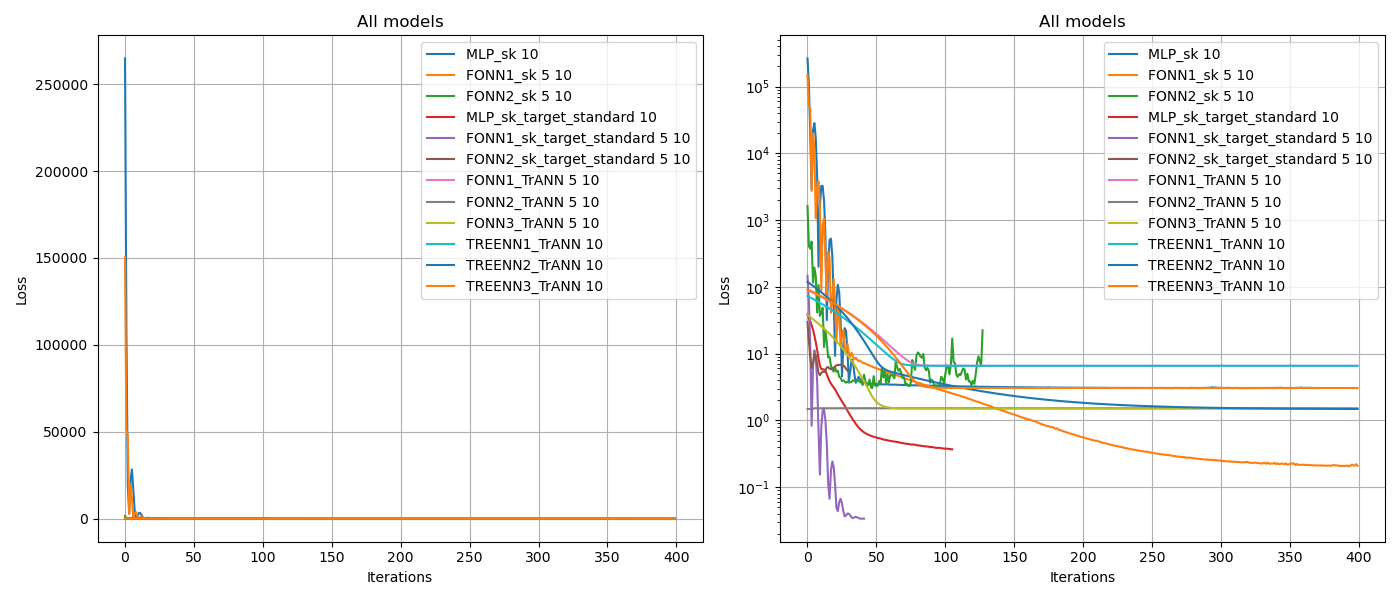 All models
250000
200000
150000
100000
50000
0
Loss
0 50 100 150 200 250 300 350 400
Iterations
MLP_sk 10
FONN1_sk 5 10
FONN2_sk 5 10
MLP_sk_target_standard 10
FONN1_sk_target_standard 5 10
FONN2_sk_target_standard 5 10
FONN1_TrANN 5 10
FONN2_TrANN 5 10
FONN3_TrANN 5 10
TREENN1_TrANN 10
TREENN2_TrANN 10
TREENN3_TrANN 10
All models
10^5
10^4
10^3
10^2
10^1
10^0
10^-1
Loss
0 50 100 150 200 250 300 350 400
Iterations
MLP_sk 10
FONN1_sk 5 10
FONN2_sk 5 10
MLP_sk_target_standard 10
FONN1_sk_target_standard 5 10
FONN2_sk_target_standard 5 10
FONN1_TrANN 5 10
FONN2_TrANN 5 10
FONN3_TrANN 5 10
TREENN1_TrANN 10
TREENN2_TrANN 10
TREENN3_TrANN 10